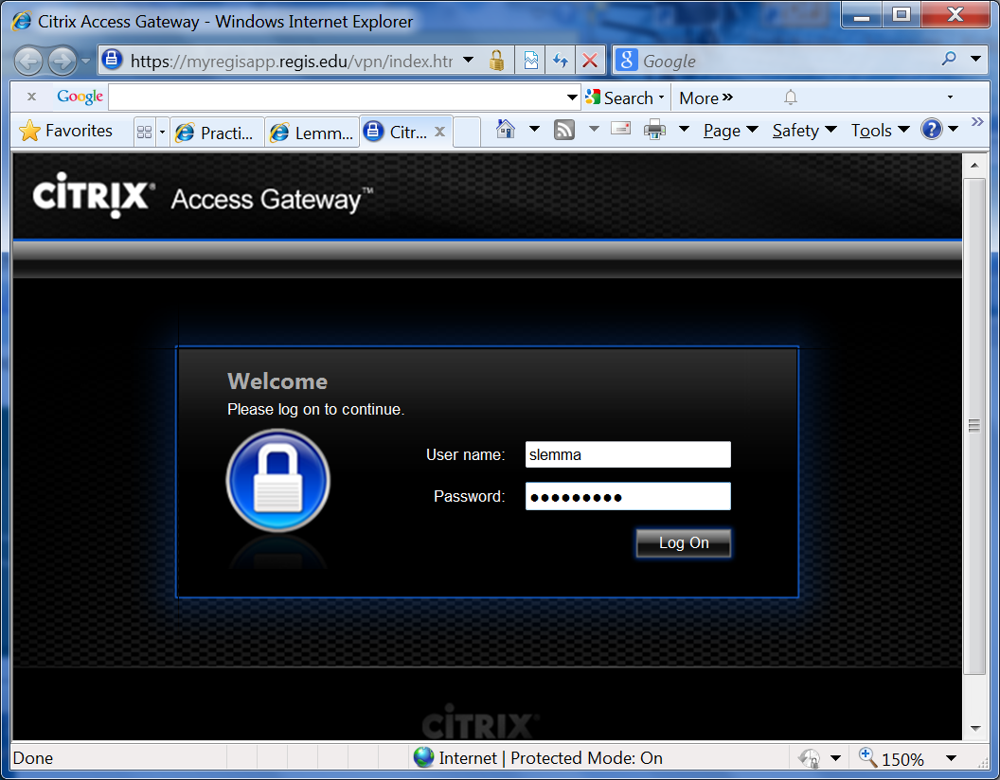 Citrix Access Gateway - Windows Internet Explorer
https://myregisapp.regis.edu/vpn/index.htr
Google
Google
Search
More »
Favorites
Practi...
Lemm...
Citr...
Page
Safety
Tools
CiTRIX® Access Gateway™
Welcome
Please log on to continue.
User name: slemma
Password: ●●●●●●●●●
Log On
CiTRIX®
Done
Internet | Protected Mode: On
150%